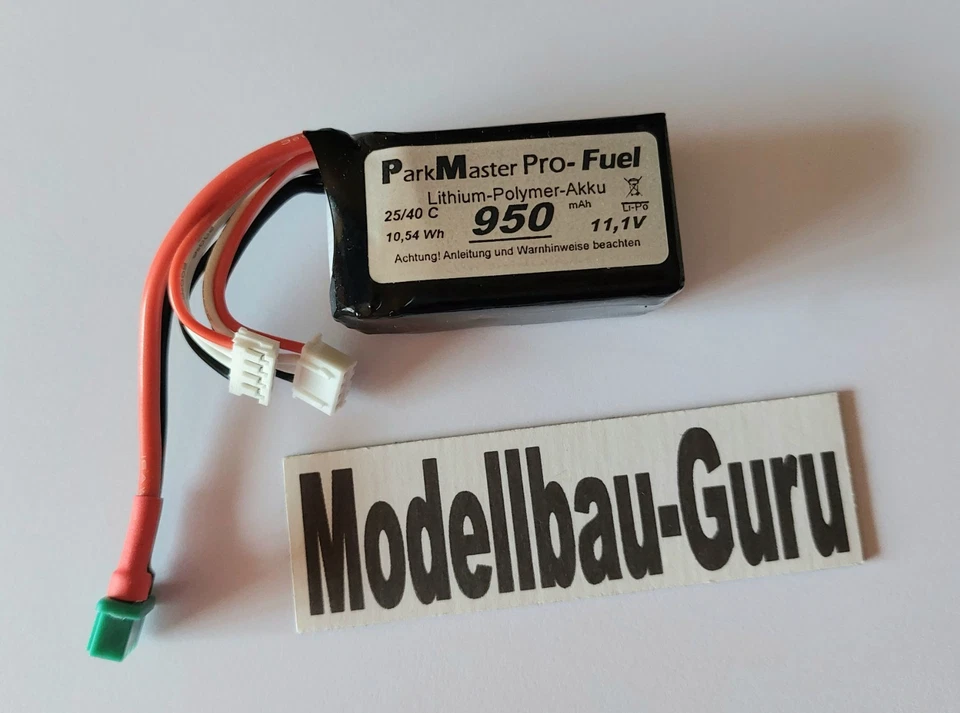 ParkMaster Pro- Fuel
Lithium-Polymer-Akku
25/40 C 950 mAh Li-Po
10,54 Wh 11,1V
Achtung! Anleitung und Warnhinweise beachten
Modellbau-Guru